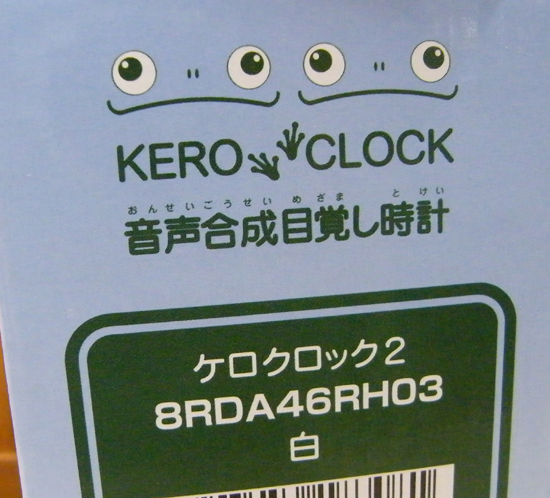 KERO CLOCK
おんせいごうせい めざま とけい
音声合成目覚し時計
ケロクロック2
8RDA46RH03
白